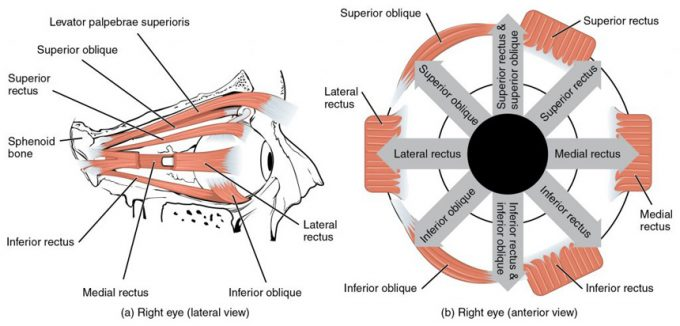 Levator palpebrae superioris
Superior oblique
Superior
rectus
Sphenoid
bone
Inferior rectus
Medial rectus
Inferior oblique
Lateral
rectus
(a) Right eye (lateral view)
Superior oblique
Superior rectus
Lateral
rectus
Medial
rectus
Inferior oblique
Inferior rectus
Superior oblique
Superior rectus &
superior oblique
Superior rectus
Lateral rectus
Medial rectus
Inferior oblique
Inferior rectus &
inferior oblique
Inferior rectus
(b) Right eye (anterior view)